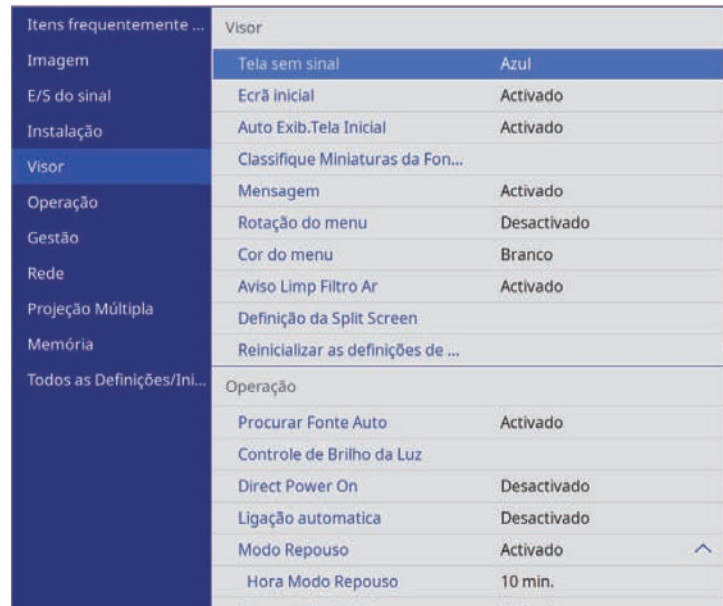 Itens frequentemente ...
Imagem
E/S do sinal
Instalação
Visor
Operação
Gestão
Rede
Projeção Múltipla
Memória
Todos as Definições/Ini...
Visor
Tela sem sinal Azul
Ecrã inicial Activado
Auto Exib.Tela Inicial Activado
Classifique Miniaturas da Fon...
Mensagem Activado
Rotação do menu Desactivado
Cor do menu Branco
Aviso Limp Filtro Ar Activado
Definição da Split Screen
Reinicializar as definições de ...
Operação
Procurar Fonte Auto Activado
Controle de Brilho da Luz
Direct Power On Desactivado
Ligação automatica Desactivado
Modo Repouso Activado
Hora Modo Repouso 10 min.